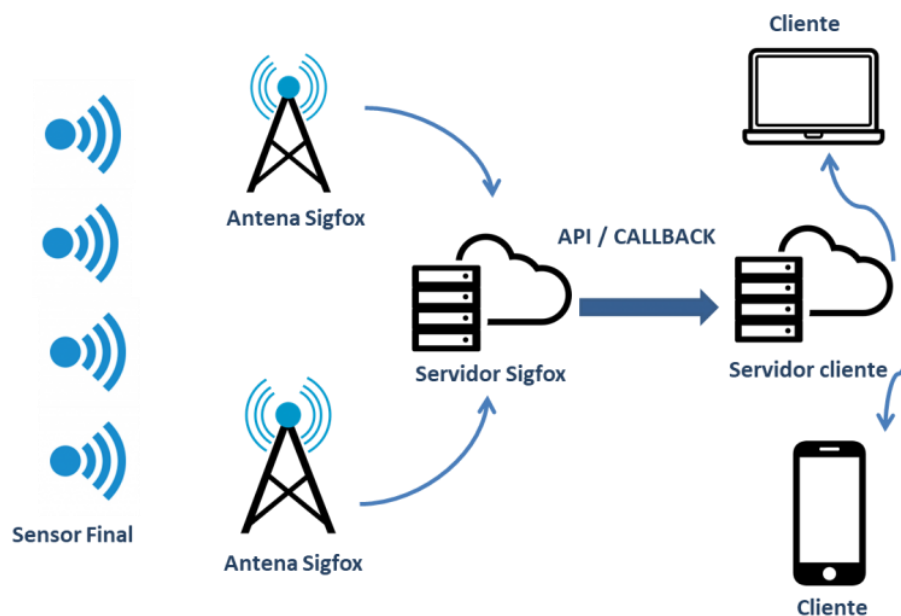 Cliente
Antena Sigfox
API / CALLBACK
Servidor Sigfox
Servidor cliente
Sensor Final
Antena Sigfox
Cliente